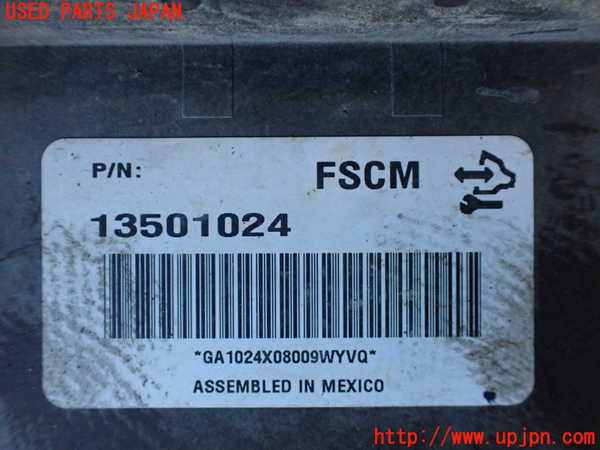 USED PARTS JAPAN
P/N:
FSCM
13501024
*GA1024X08009WYVQ*
ASSEMBLED IN MEXICO
http://www.upjpn.com/